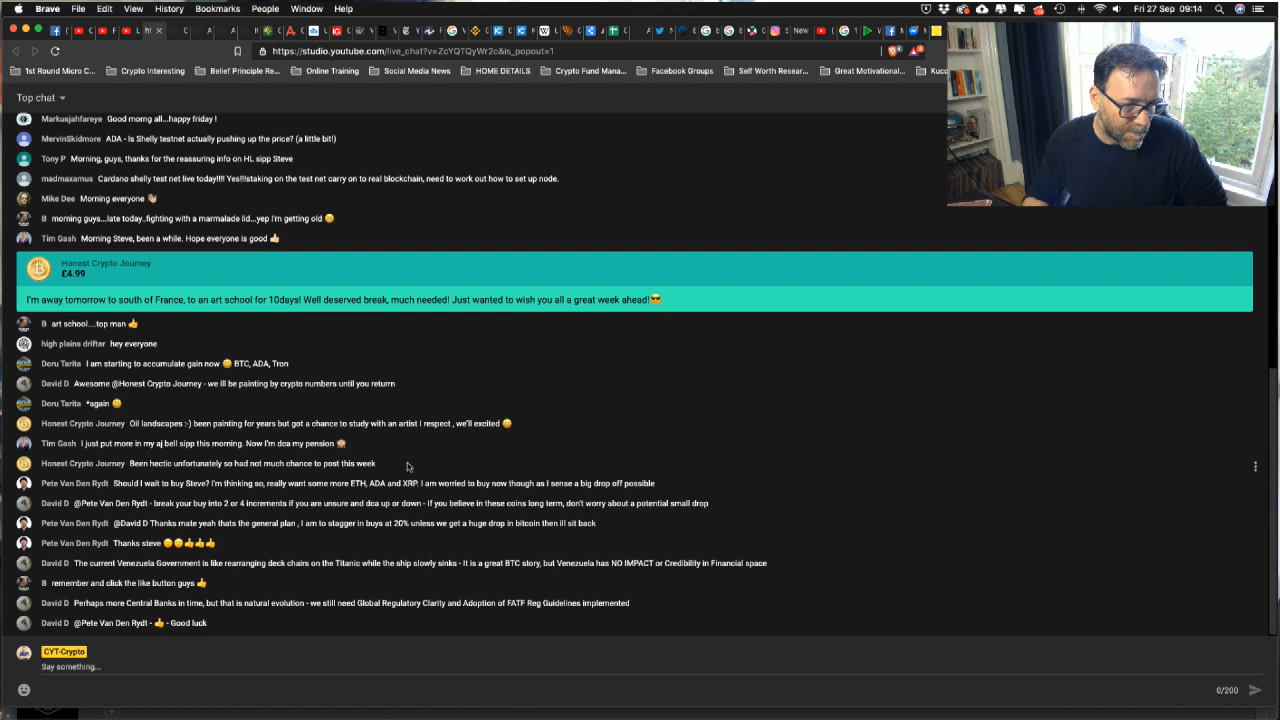 Brave File Edit View History Bookmarks People Window Help Fri 27 Sep 09:14
https://studio.youtube.com/live_chat?v=ZcYQTQyWr2c&is_popout=1
1st Round Micro C... Crypto Interesting Belief Principle Re... Online Training Social Media News HOME DETAILS Crypto Fund Mana... Facebook Groups Self Worth Resear... Great Motivational... Kucc
Top chat
Markusjahfareye Good morng all...happy friday !
MervinSkidmore ADA - Is Shelly testnet actually pushing up the price? (a little bit!)
Tony P Morning, guys, thanks for the reassuring info on HL sipp Steve
madmaxamus Cardano shelly test net live today!!!! Yes!!!staking on the test net carry on to real blockchain, need to work out how to set up node.
Mike Dee Morning everyone 👋🏼
B morning guys...late today..fighting with a marmalade lid...yep I'm getting old 😁
Tim Gash Morning Steve, been a while. Hope everyone is good 👍🏻
Honest Crypto Journey
£4.99
I'm away tomorrow to south of France, to an art school for 10days! Well deserved break, much needed! Just wanted to wish you all a great week ahead!😎
B art school....top man 👍
high plains drifter hey everyone
Doru Tarita I am starting to accumulate gain now 😀 BTC, ADA, Tron
David D Awesome @Honest Crypto Journey - we ill be painting by crypto numbers until you returm
Doru Tarita *again 😀
Honest Crypto Journey Oil landscapes :-) been painting for years but got a chance to study with an artist I respect , we'll excited 😀
Tim Gash I just put more in my aj bell sipp this morning. Now I'm dca my pension 🙈
Honest Crypto Journey Been hectic unfortunately so had not much chance to post this week
Pete Van Den Rydt Should I wait to buy Steve? I'm thinking so, really want some more ETH, ADA and XRP. I am worried to buy now though as I sense a big drop off possible
David D @Pete Van Den Rydt - break your buy into 2 or 4 increments if you are unsure and dca up or down - If you believe in these coins long term, don't worry about a potential small drop
Pete Van Den Rydt @David D Thanks mate yeah thats the general plan , I am to stagger in buys at 20% unless we get a huge drop in bitcoin then ill sit back
Pete Van Den Rydt Thanks steve 😊😊👍👍👍
David D The current Venezuela Government is like rearranging deck chairs on the Titanic while the ship slowly sinks - It is a great BTC story, but Venezuela has NO IMPACT or Credibility in Financial space
B remember and click the like button guys 👍
David D Perhaps more Central Banks in time, but that is natural evolution - we still need Global Regulatory Clarity and Adoption of FATF Reg Guidelines implemented
David D @Pete Van Den Rydt - 👍 - Good luck
CYT-Crypto
Say something...
0/200